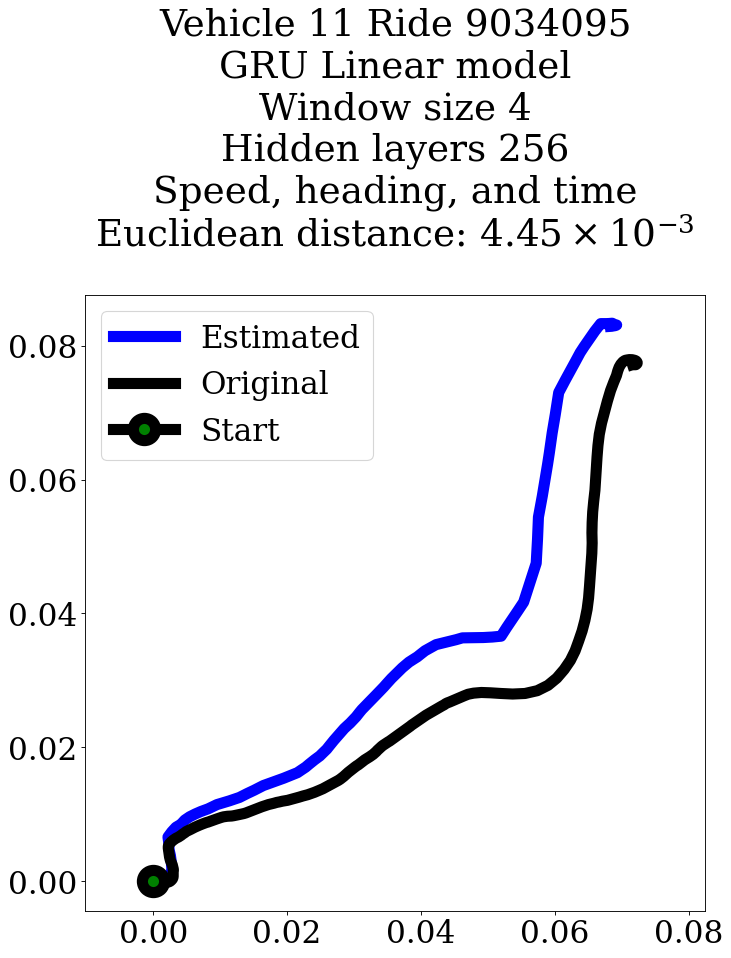 Vehicle 11 Ride 9034095
GRU Linear model
Window size 4
Hidden layers 256
Speed, heading, and time
Euclidean distance: 4.45 × 10⁻³
Estimated
Original
Start
0.08
0.06
0.04
0.02
0.00
0.00 0.02 0.04 0.06 0.08